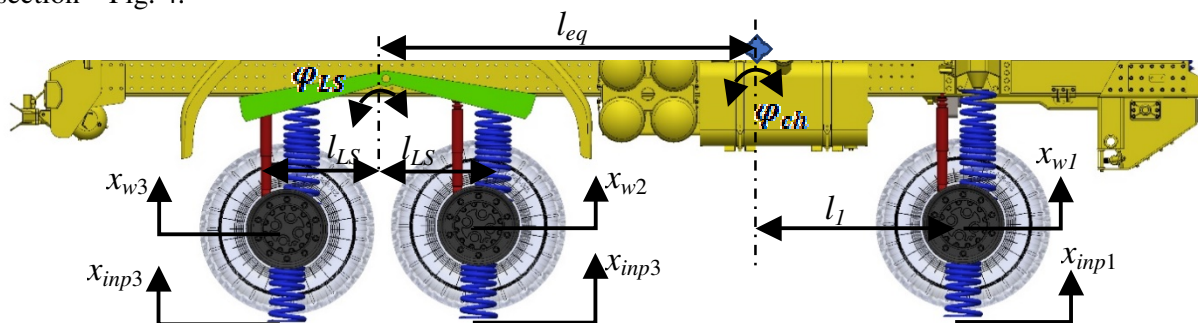 section – Fig. 4.
l_eq
φ_LS
φ_ch
l_LS l_LS
x_w3 x_w2 x_w1
l_1
x_inp3 x_inp3 x_inp1